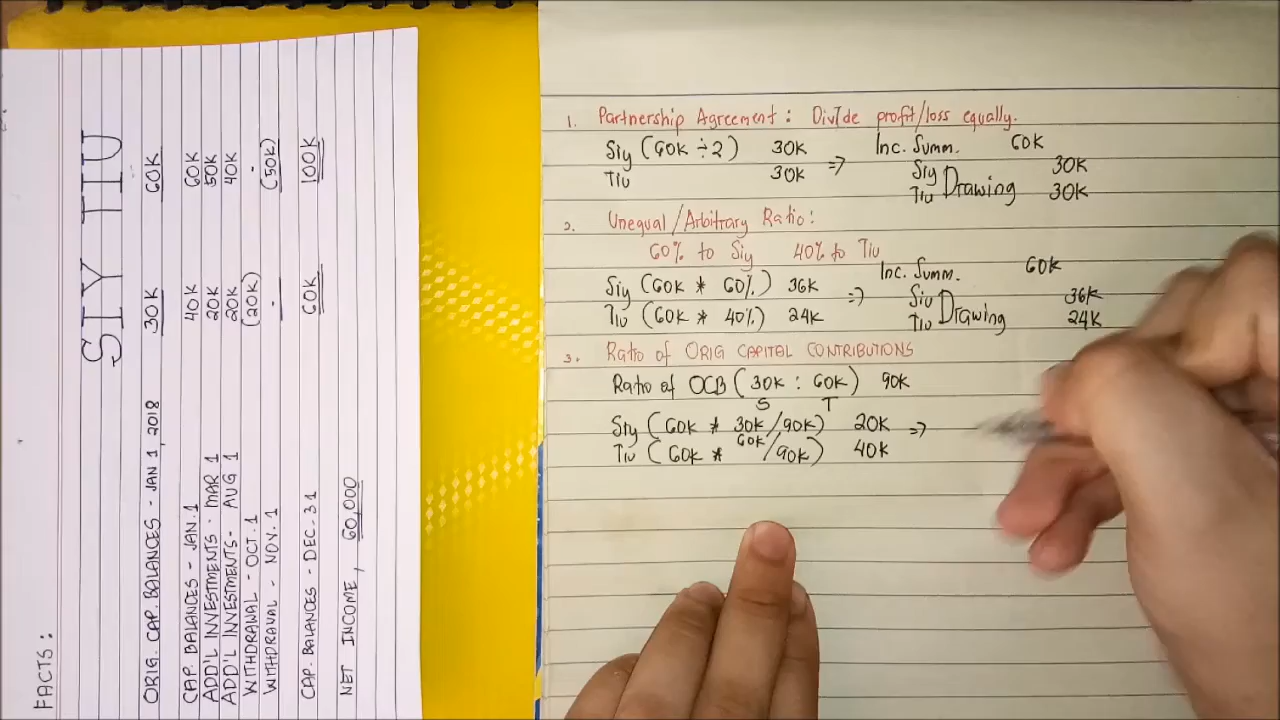 FACTS:
SIY TIU
ORIG. CAP. BALANCES - JAN 1, 2018 30K 60K
CAP. BALANCES - JAN. 1 40K 60K
ADD'L INVESTMENTS - MAR 1 20K 50K
ADD'L INVESTMENTS - AUG 1 20K 40K
WITHDRAWAL - OCT. 1 (20K) -
WITHDRAWAL - NOV. 1 - (50K)
CAP. BALANCES - DEC. 31 60K 100K
NET INCOME, 60,000
1. Partnership Agreement: Divide profit/loss equally.
Siy (60K ÷ 2) 30K => Inc. Summ. 60K
Tiu 30K
Siy Drawing 30K
Tiu 30K
2. Unequal/Arbitrary Ratio:
60% to Siy 40% to Tiu
Siy (60K * 60%) 36K => Inc. Summ. 60K
Tiu (60K * 40%) 24K
Siy Drawing 36K
Tiu 24K
3. Ratio of ORIG CAPITAL CONTRIBUTIONS
Ratio of OCB (30K : 60K) 90K
S T
Siy (60K * 30K/90K) 20K =>
Tiu (60K * 60K/90K) 40K